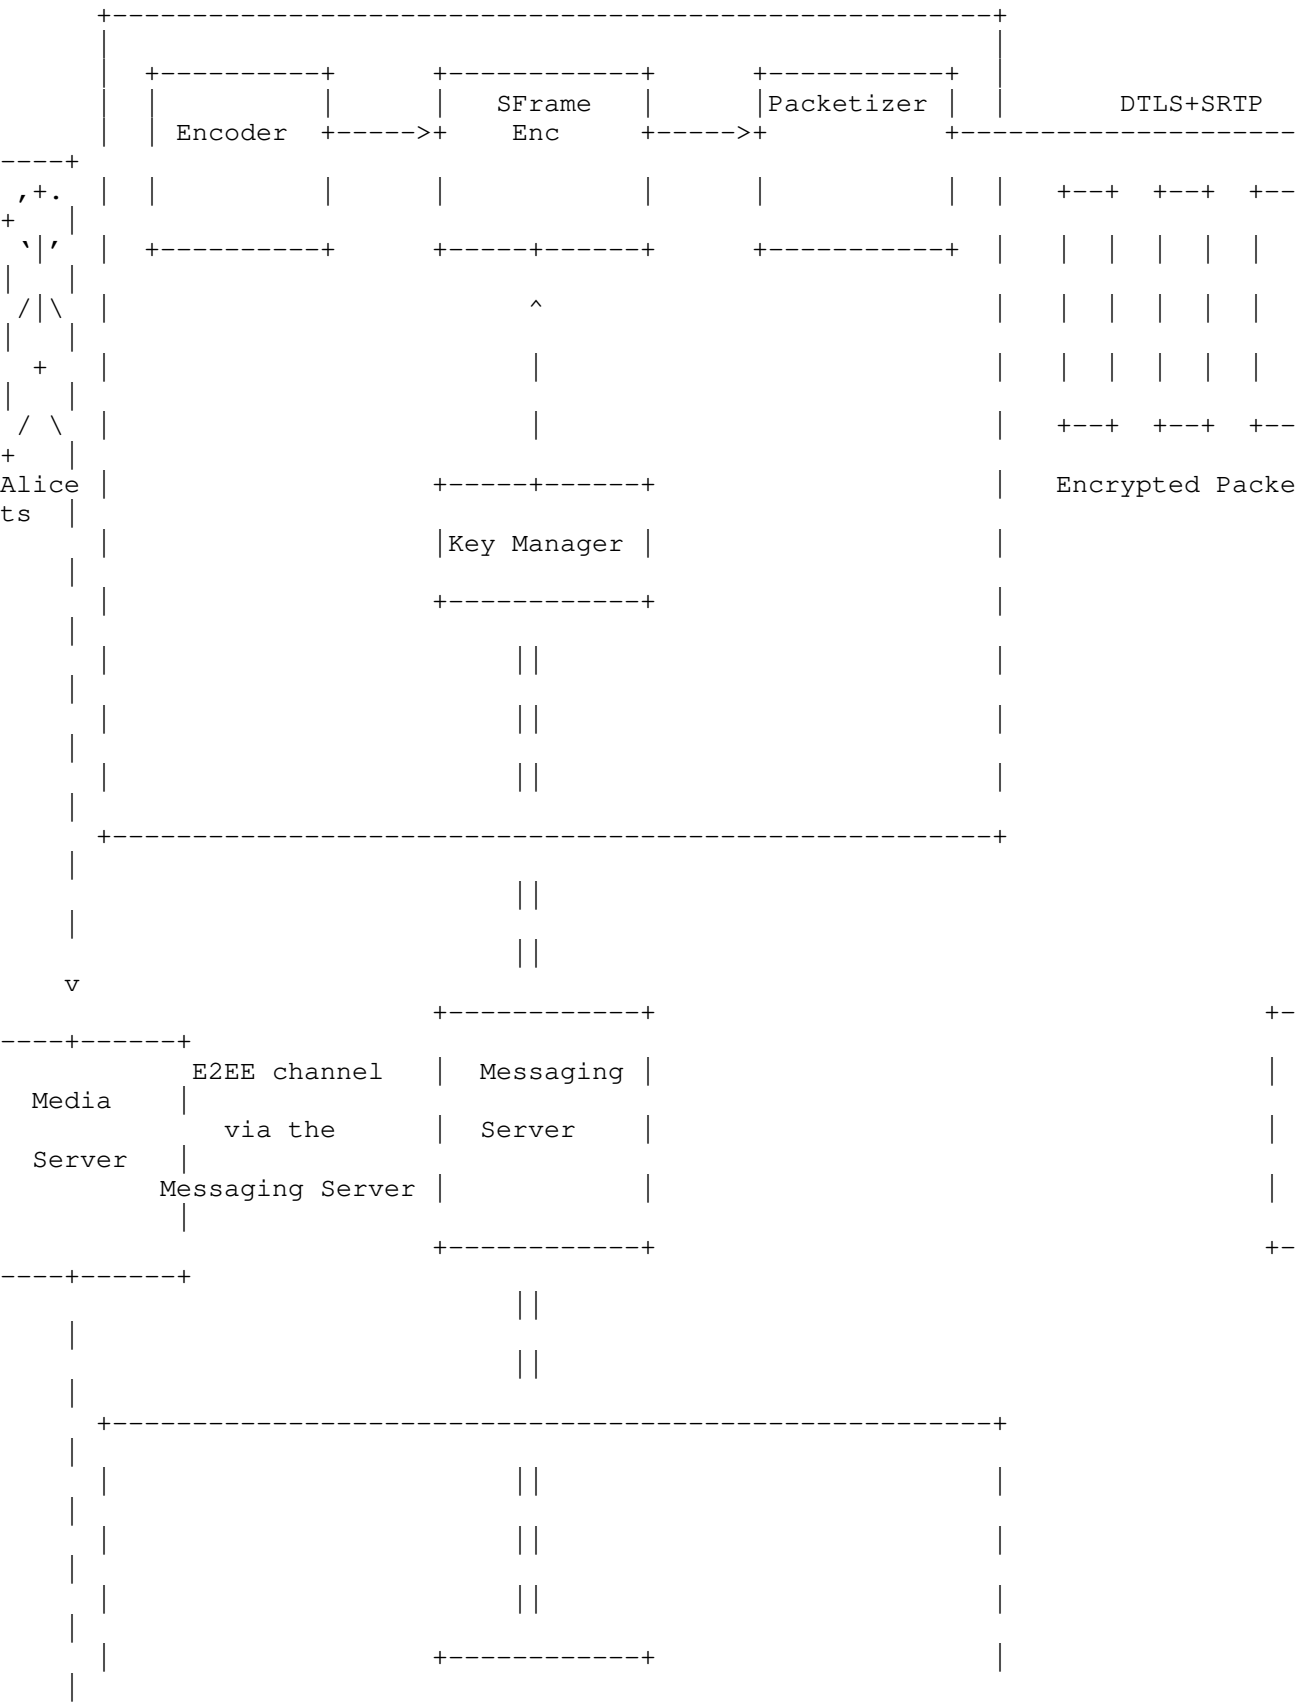 SFrame Packetizer DTLS+SRTP
Encoder Enc
Alice Encrypted Packe
ts
Key Manager
v
E2EE channel Messaging
Media
via the Server
Server
Messaging Server